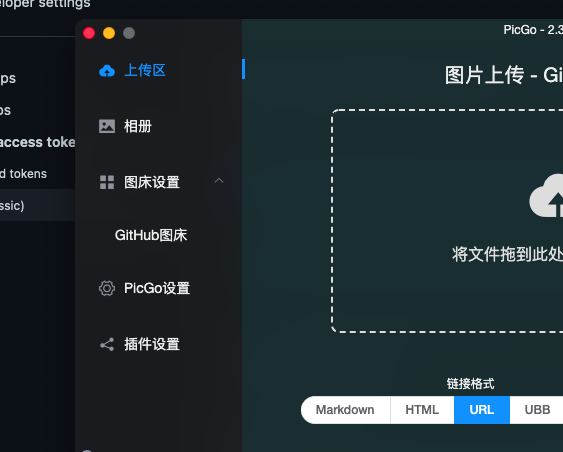 eloper settings
PicGo - 2.3
上传区
图片上传 - Gi
ps
相册
ps
access toke
d tokens
图床设置
ssic)
GitHub图床
将文件拖到此处
PicGo设置
插件设置
链接格式
Markdown HTML URL UBB